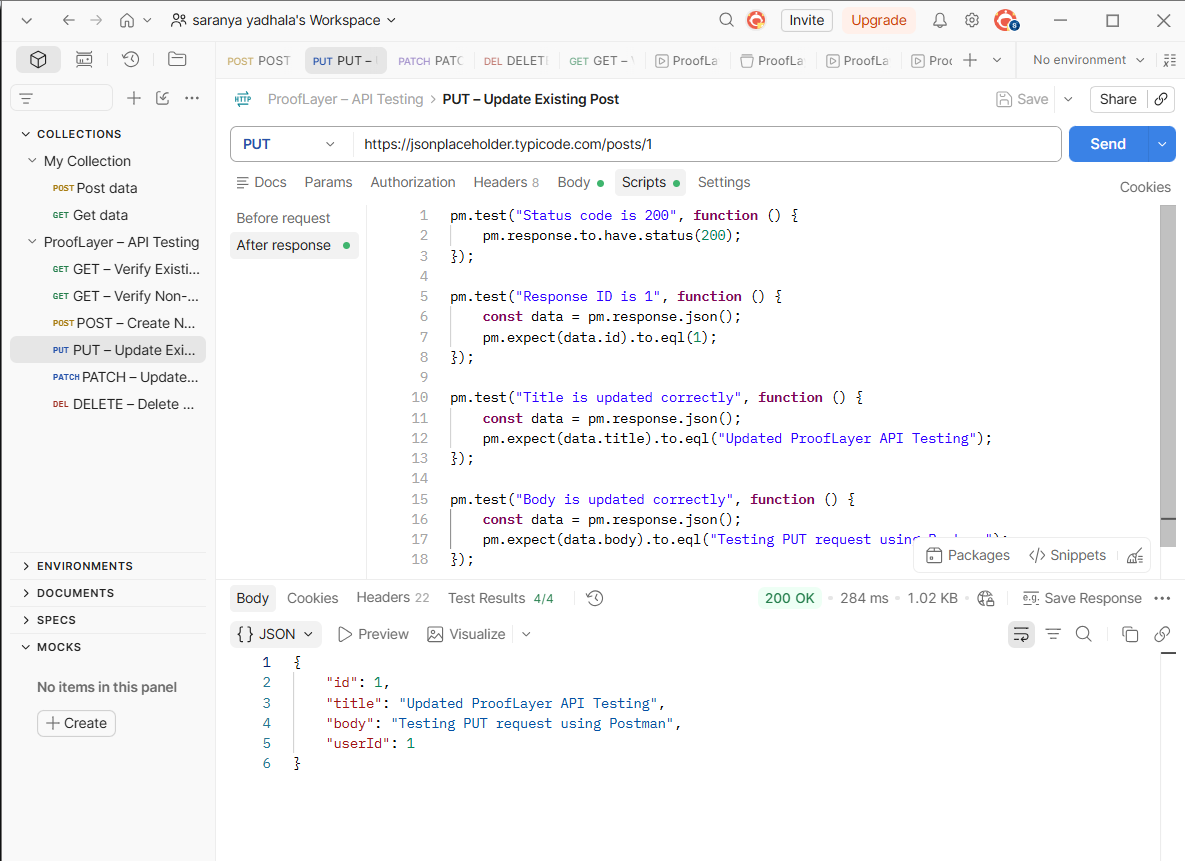 saranya yadhala's Workspace
Invite
Upgrade
S
POST POST
PUT PUT –
PATCH PATC
DEL DELET
GET GET –
ProofLa
ProofLa
ProofLa
Proc
No environment
HTTP ProofLayer – API Testing > PUT – Update Existing Post
Save
Share
COLLECTIONS
My Collection
POST Post data
GET Get data
ProofLayer – API Testing
GET GET – Verify Existi...
GET GET – Verify Non-...
POST POST – Create N...
PUT PUT – Update Exi...
PATCH PATCH – Update...
DEL DELETE – Delete ...
ENVIRONMENTS
DOCUMENTS
SPECS
MOCKS
No items in this panel
+ Create
PUT
https://jsonplaceholder.typicode.com/posts/1
Send
Docs Params Authorization Headers 8 Body Scripts Settings
Cookies
Before request
After response
1 pm.test("Status code is 200", function () {
2 pm.response.to.have.status(200);
3 });
4
5 pm.test("Response ID is 1", function () {
6 const data = pm.response.json();
7 pm.expect(data.id).to.eql(1);
8 });
9
10 pm.test("Title is updated correctly", function () {
11 const data = pm.response.json();
12 pm.expect(data.title).to.eql("Updated ProofLayer API Testing");
13 });
14
15 pm.test("Body is updated correctly", function () {
16 const data = pm.response.json();
17 pm.expect(data.body).to.eql("Testing PUT request using
18 });
Packages </> Snippets
Body Cookies Headers 22 Test Results 4/4
200 OK • 284 ms • 1.02 KB
e.g. Save Response
{} JSON
Preview
Visualize
1 {
2 "id": 1,
3 "title": "Updated ProofLayer API Testing",
4 "body": "Testing PUT request using Postman",
5 "userId": 1
6 }